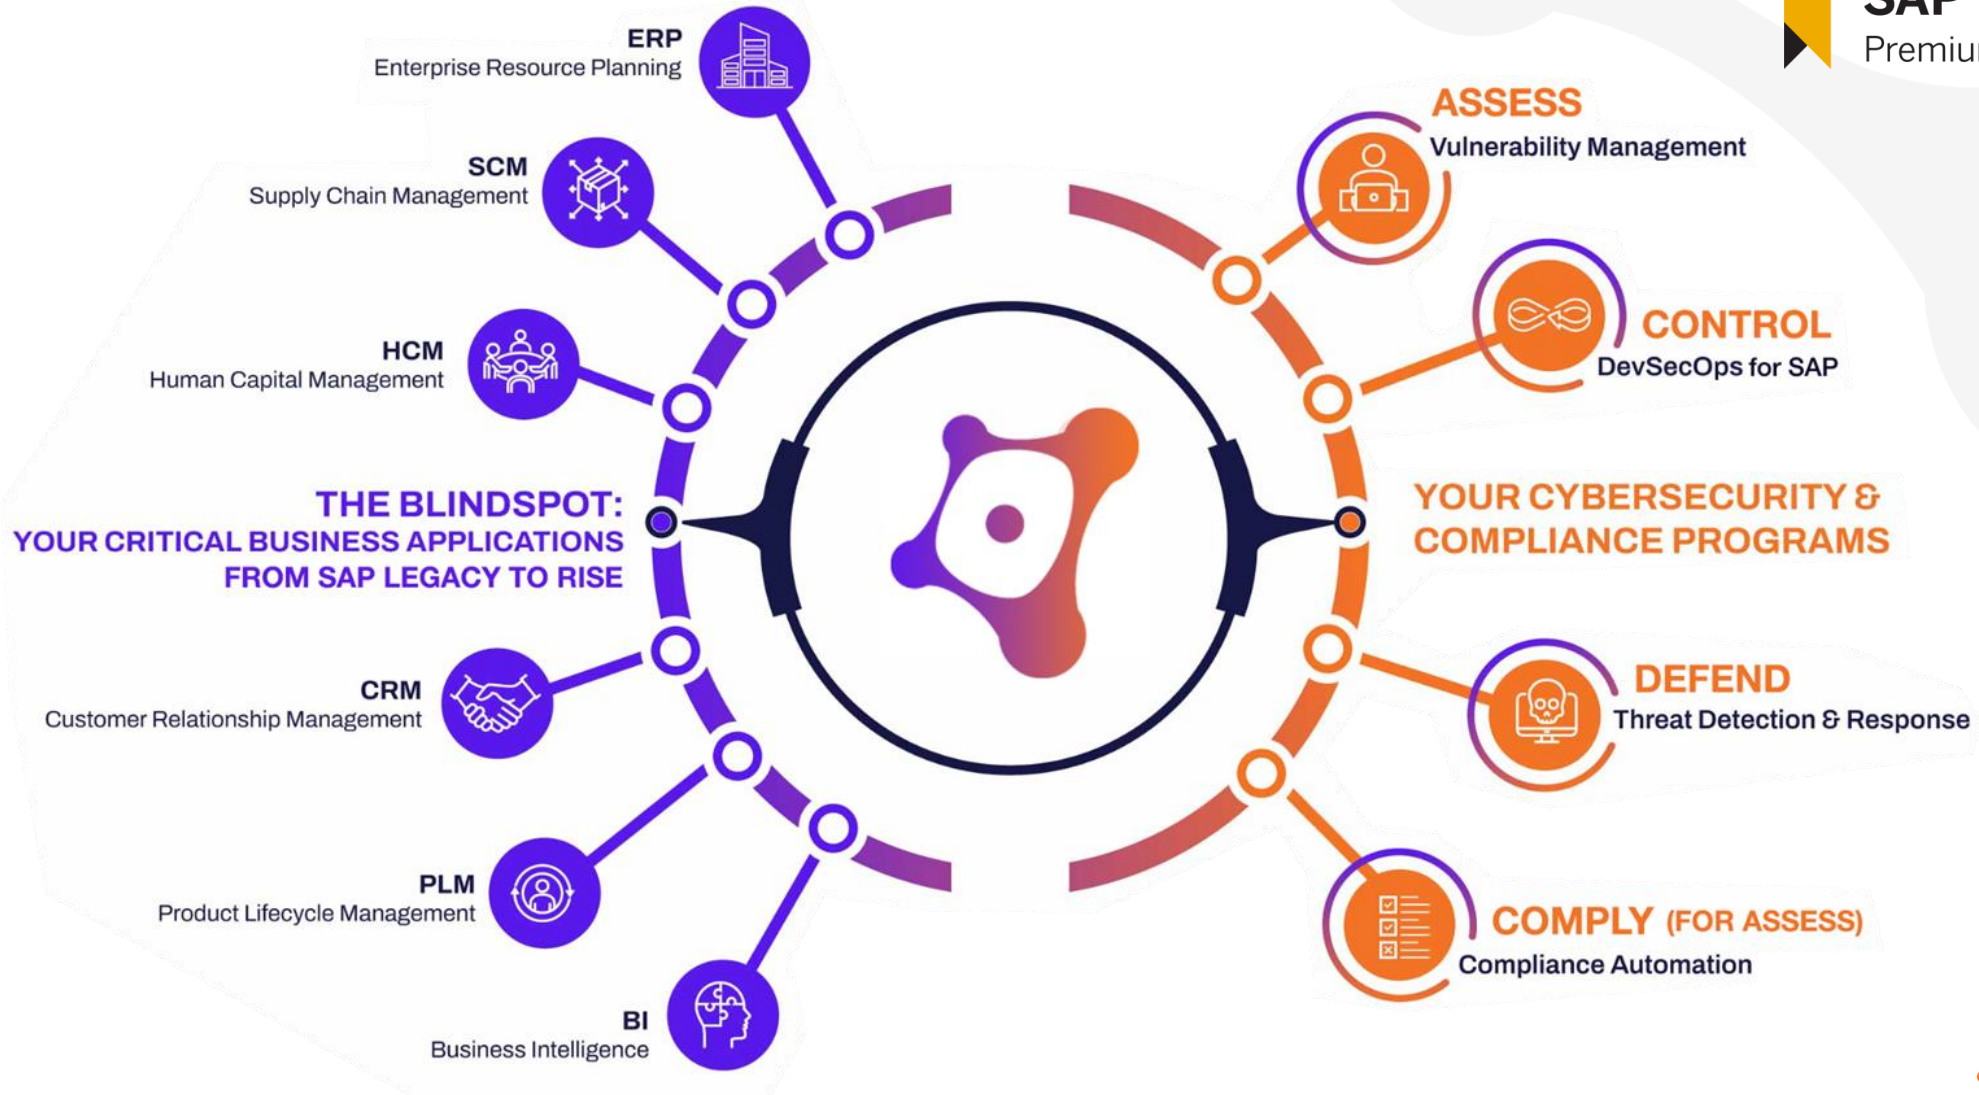 SAP
Premium
ERP
Enterprise Resource Planning
SCM
Supply Chain Management
HCM
Human Capital Management
THE BLINDSPOT:
YOUR CRITICAL BUSINESS APPLICATIONS
FROM SAP LEGACY TO RISE
CRM
Customer Relationship Management
PLM
Product Lifecycle Management
BI
Business Intelligence
ASSESS
Vulnerability Management
CONTROL
DevSecOps for SAP
YOUR CYBERSECURITY &
COMPLIANCE PROGRAMS
DEFEND
Threat Detection & Response
COMPLY (FOR ASSESS)
Compliance Automation